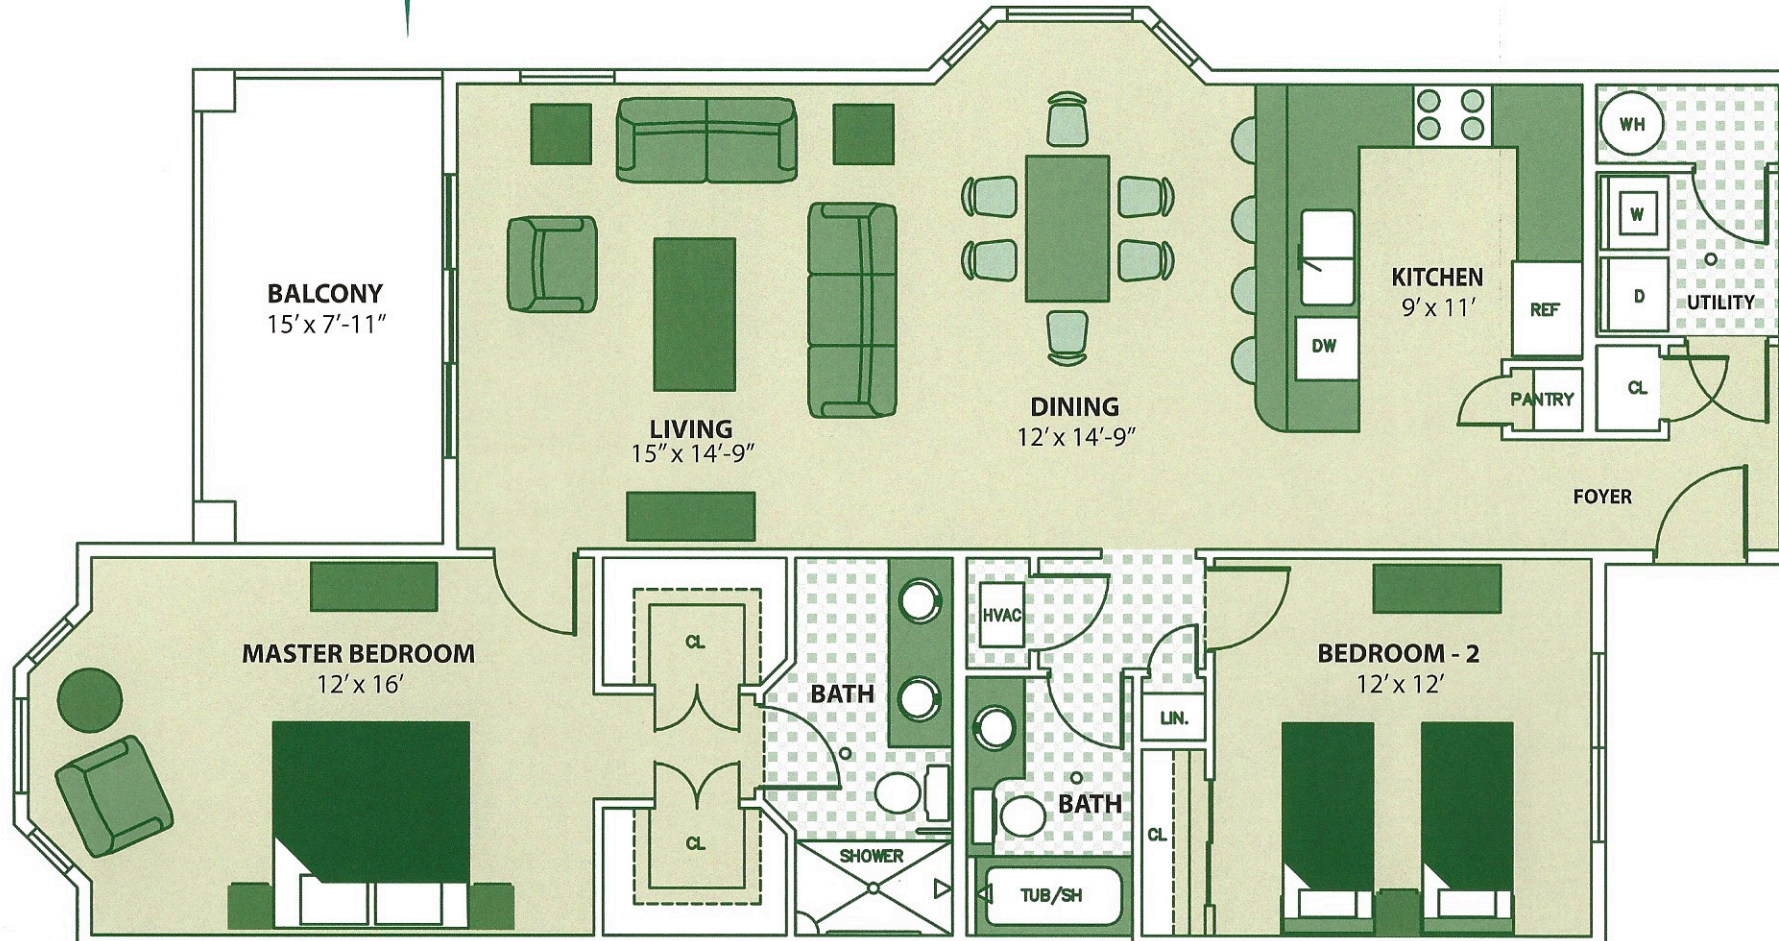 BALCONY
15' x 7'-11"
LIVING
15" x 14'-9"
DINING
12' x 14'-9"
KITCHEN
9' x 11'
DW
REF
PANTRY
WH
W
D
UTILITY
CL
FOYER
MASTER BEDROOM
12' x 16'
CL
CL
BATH
SHOWER
HVAC
BATH
TUB/SH
LIN.
CL
BEDROOM - 2
12' x 12'